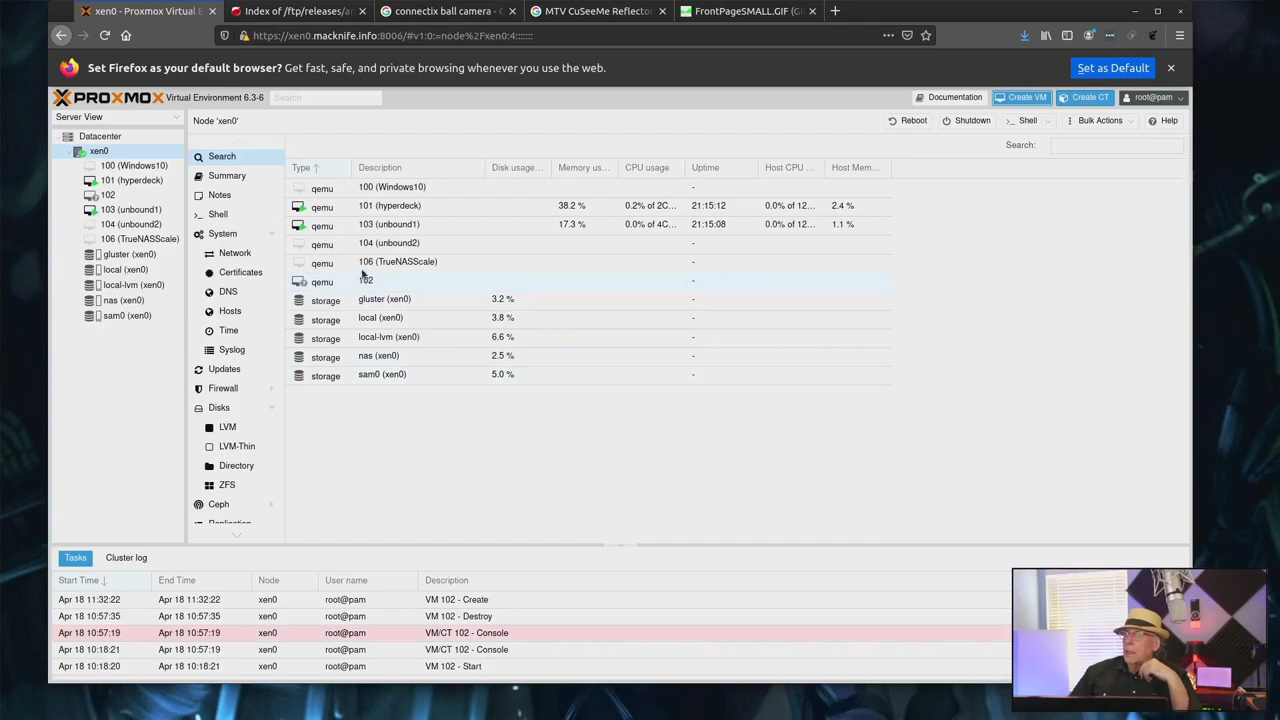 xen0 - Proxmox Virtual E
Index of /ftp/releases/an
connectix ball camera - G
MTV CuSeeMe Reflector
FrontPageSMALL.GIF (GI
https://xen0.macknife.info:8006/#v1:0:=node%2Fxen0:4:::::::
Set Firefox as your default browser? Get fast, safe, and private browsing whenever you use the web.
Set as Default
PROXMOX Virtual Environment 6.3-6
Search
Documentation
Create VM
Create CT
root@pam
Server View
Node 'xen0'
Reboot
Shutdown
Shell
Bulk Actions
Help
Datacenter
xen0
100 (Windows10)
101 (hyperdeck)
102
103 (unbound1)
104 (unbound2)
106 (TrueNASScale)
gluster (xen0)
local (xen0)
local-lvm (xen0)
nas (xen0)
sam0 (xen0)
Search
Summary
Notes
Shell
System
Network
Certificates
DNS
Hosts
Time
Syslog
Updates
Firewall
Disks
LVM
LVM-Thin
Directory
ZFS
Ceph
Replication
Search:
Type Description Disk usage... Memory us... CPU usage Uptime Host CPU ... Host Mem...
qemu 100 (Windows10) -
qemu 101 (hyperdeck) 38.2 % 0.2% of 2C... 21:15:12 0.0% of 12... 2.4 %
qemu 103 (unbound1) 17.3 % 0.0% of 4C... 21:15:08 0.0% of 12... 1.1 %
qemu 104 (unbound2) -
qemu 106 (TrueNASScale) -
qemu 102 -
storage gluster (xen0) 3.2 % -
storage local (xen0) 3.8 % -
storage local-lvm (xen0) 6.6 % -
storage nas (xen0) 2.5 % -
storage sam0 (xen0) 5.0 % -
Tasks
Cluster log
Start Time End Time Node User name Description
Apr 18 11:32:22 Apr 18 11:32:22 xen0 root@pam VM 102 - Create
Apr 18 10:57:35 Apr 18 10:57:35 xen0 root@pam VM 102 - Destroy
Apr 18 10:57:19 Apr 18 10:57:19 xen0 root@pam VM/CT 102 - Console
Apr 18 10:18:21 Apr 18 10:57:19 xen0 root@pam VM/CT 102 - Console
Apr 18 10:18:20 Apr 18 10:18:21 xen0 root@pam VM 102 - Start